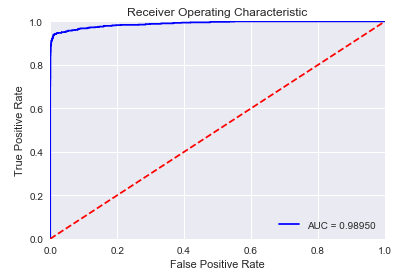 Receiver Operating Characteristic
True Positive Rate
1.0
0.8
0.6
0.4
0.2
0.0
AUC = 0.98950
0.0 0.2 0.4 0.6 0.8 1.0
False Positive Rate